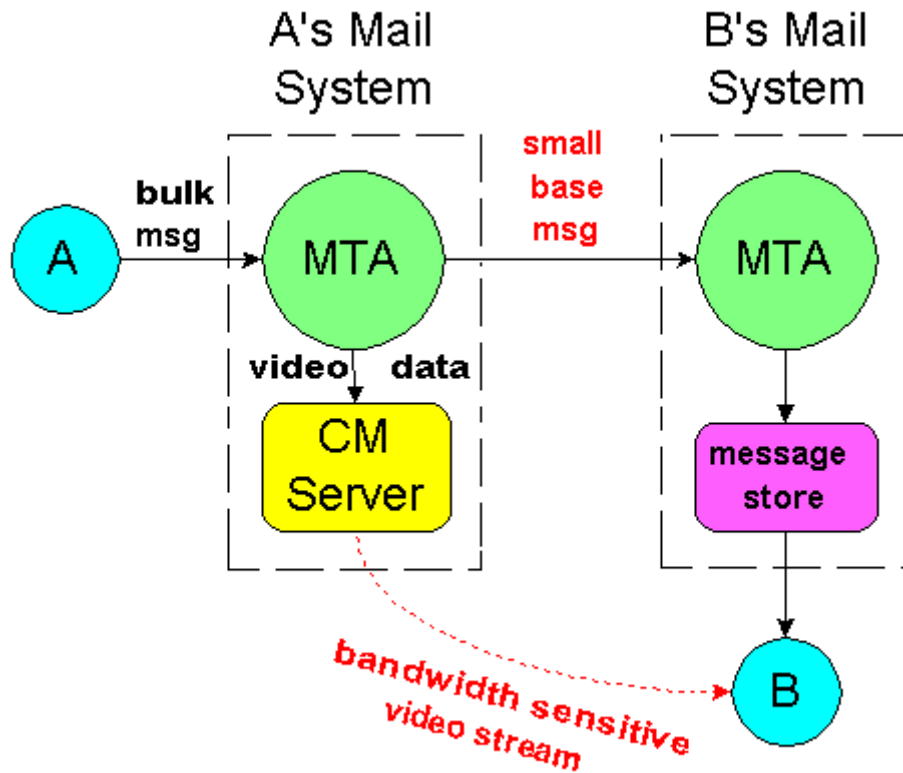 A's Mail
System
B's Mail
System
bulk
msg
small
base
msg
A
MTA
MTA
video data
CM
Server
message
store
bandwidth sensitive
video stream
B